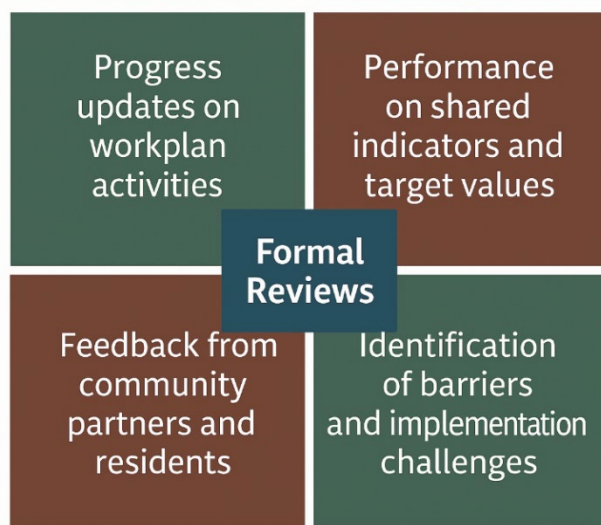 Progress
updates on
workplan
activities
Performance
on shared
indicators and
target values
Formal
Reviews
Feedback from
community
partners and
residents
Identification
of barriers
and implementation
challenges